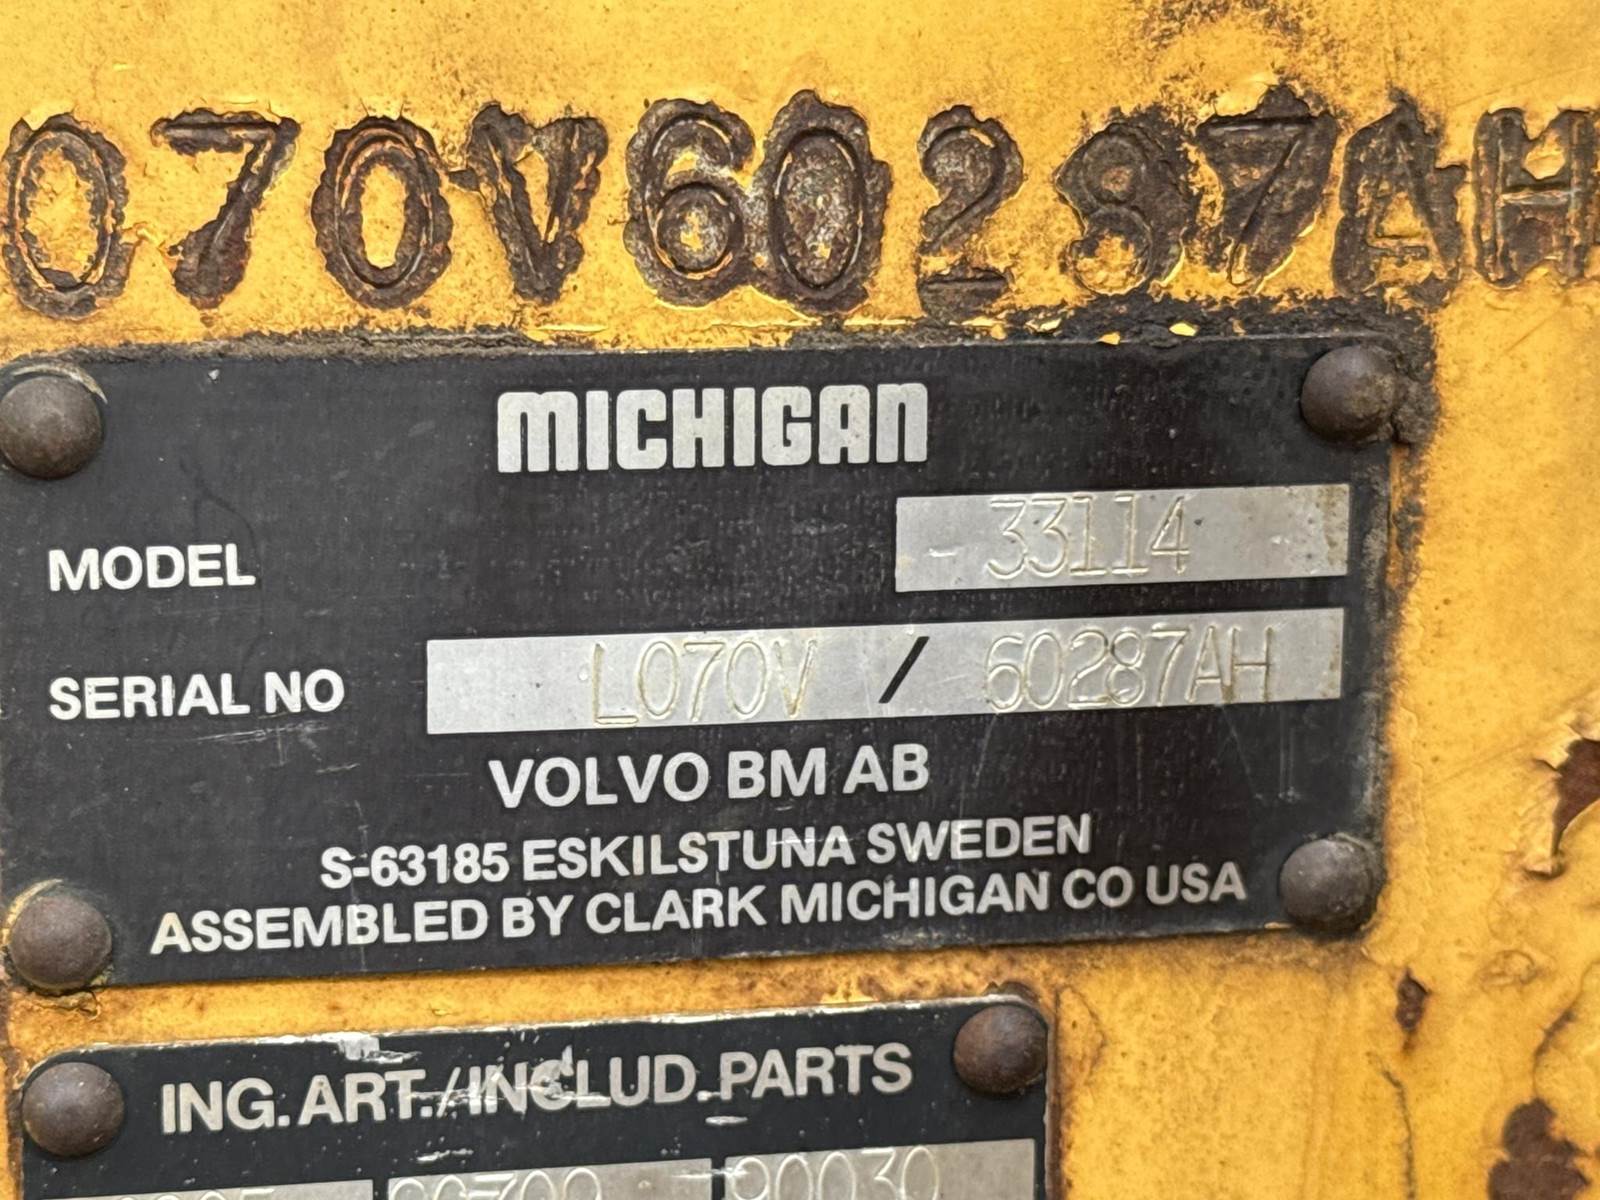 070V60287AH
MICHIGAN
MODEL 33114
SERIAL NO L070V / 60287AH
VOLVO BM AB
S-63185 ESKILSTUNA SWEDEN
ASSEMBLED BY CLARK MICHIGAN CO USA
ING. ART./INCLUD. PARTS
90030